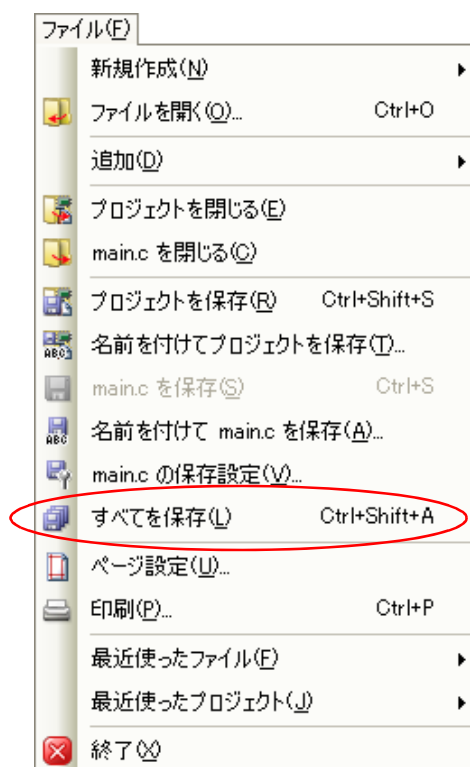 ファイル(F)
新規作成(N)
ファイルを開く(O)... Ctrl+O
追加(D)
プロジェクトを閉じる(E)
main.c を閉じる(C)
プロジェクトを保存(R) Ctrl+Shift+S
名前を付けてプロジェクトを保存(T)...
main.c を保存(S) Ctrl+S
名前を付けて main.c を保存(A)...
main.c の保存設定(V)...
すべてを保存(L) Ctrl+Shift+A
ページ設定(U)...
印刷(P)... Ctrl+P
最近使ったファイル(F)
最近使ったプロジェクト(J)
終了(X)